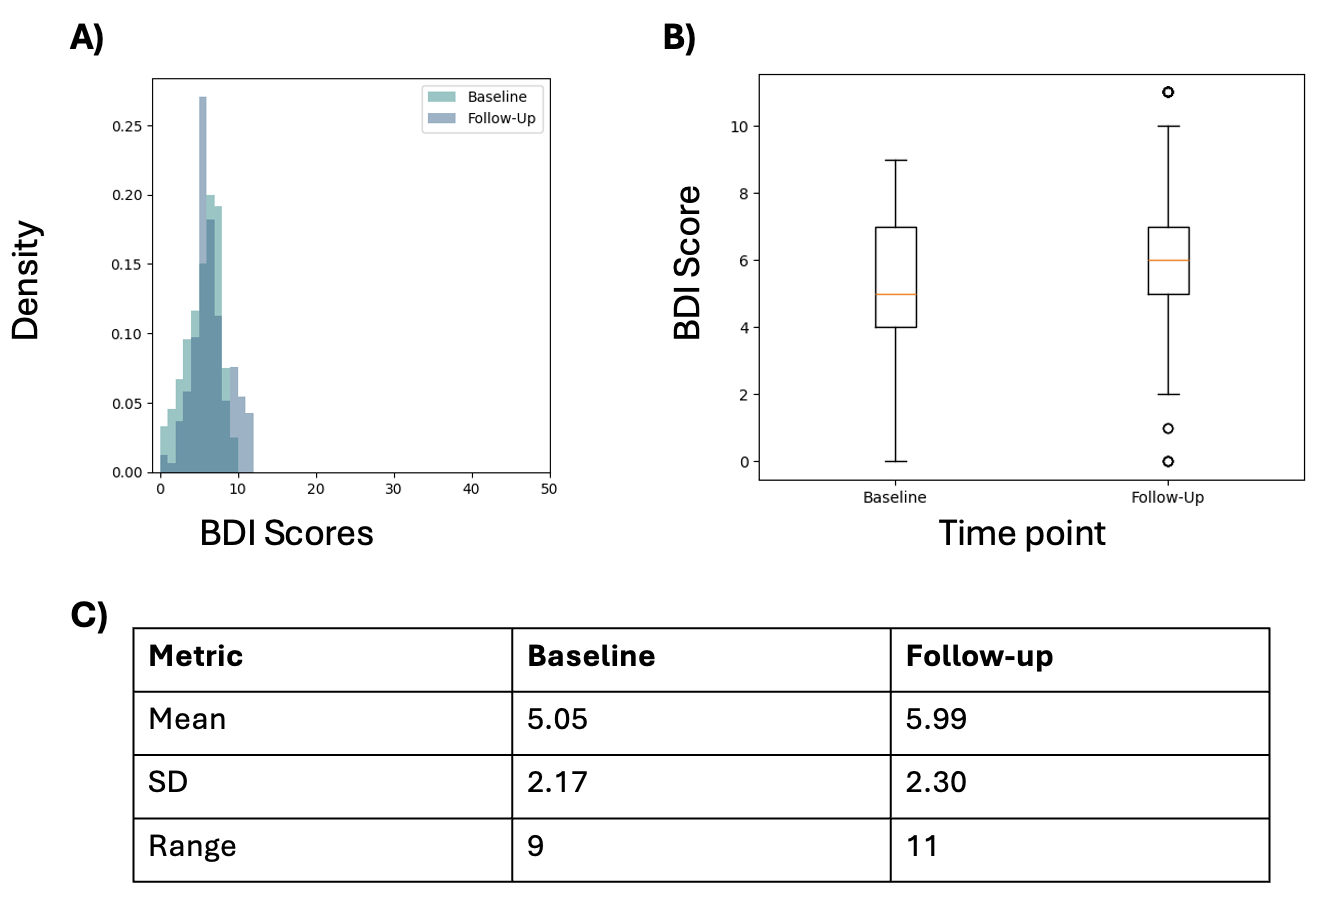 A)
B)
Baseline
Follow-Up
Density
0.25
0.20
0.15
0.10
0.05
0.00
0 10 20 30 40 50
BDI Scores
BDI Score
10
8
6
4
2
0
Baseline Follow-Up
Time point
C)
Metric Baseline Follow-up
Mean 5.05 5.99
SD 2.17 2.30
Range 9 11